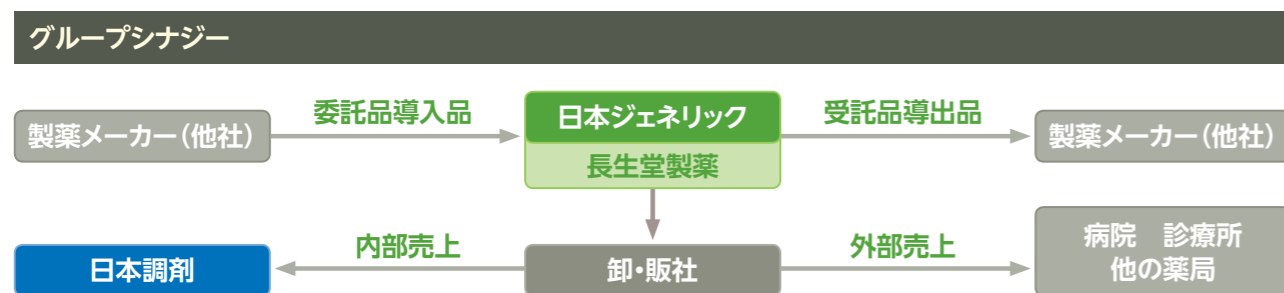 グループシナジー
製薬メーカー（他社）
委託品導入品
日本ジェネリック
長生堂製薬
受託品導出品
製薬メーカー（他社）
日本調剤
内部売上
卸・販社
外部売上
病院　診療所
他の薬局